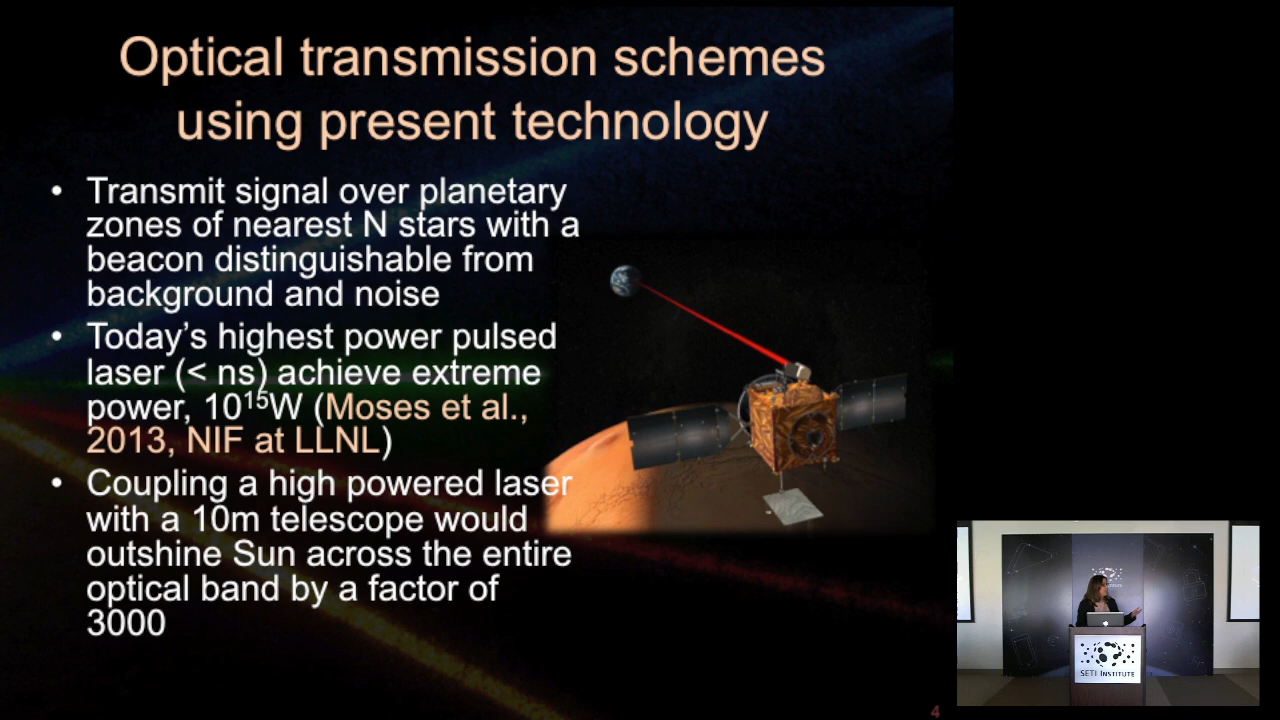 Optical transmission schemes
using present technology
• Transmit signal over planetary
zones of nearest N stars with a
beacon distinguishable from
background and noise
• Today's highest power pulsed
laser (< ns) achieve extreme
power, 10¹⁵W (Moses et al.,
2013, NIF at LLNL)
• Coupling a high powered laser
with a 10m telescope would
outshine Sun across the entire
optical band by a factor of
3000
4
SETI INSTITUTE